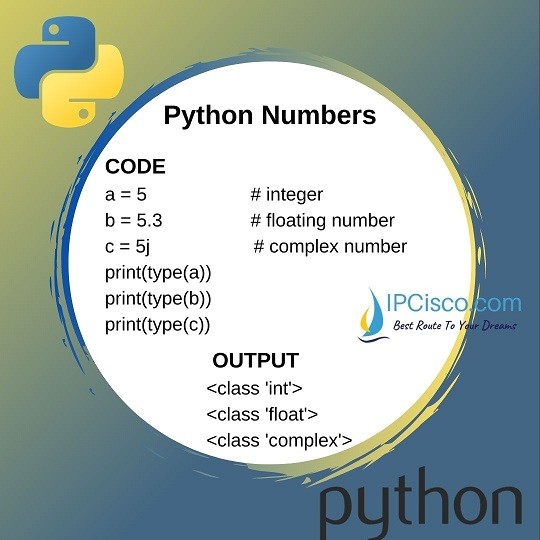 Python Numbers
CODE
a = 5 # integer
b = 5.3 # floating number
c = 5j # complex number
print(type(a))
print(type(b))
print(type(c))
IPCisco.com
Best Route To Your Dreams
OUTPUT
<class 'int'>
<class 'float'>
<class 'complex'>
python